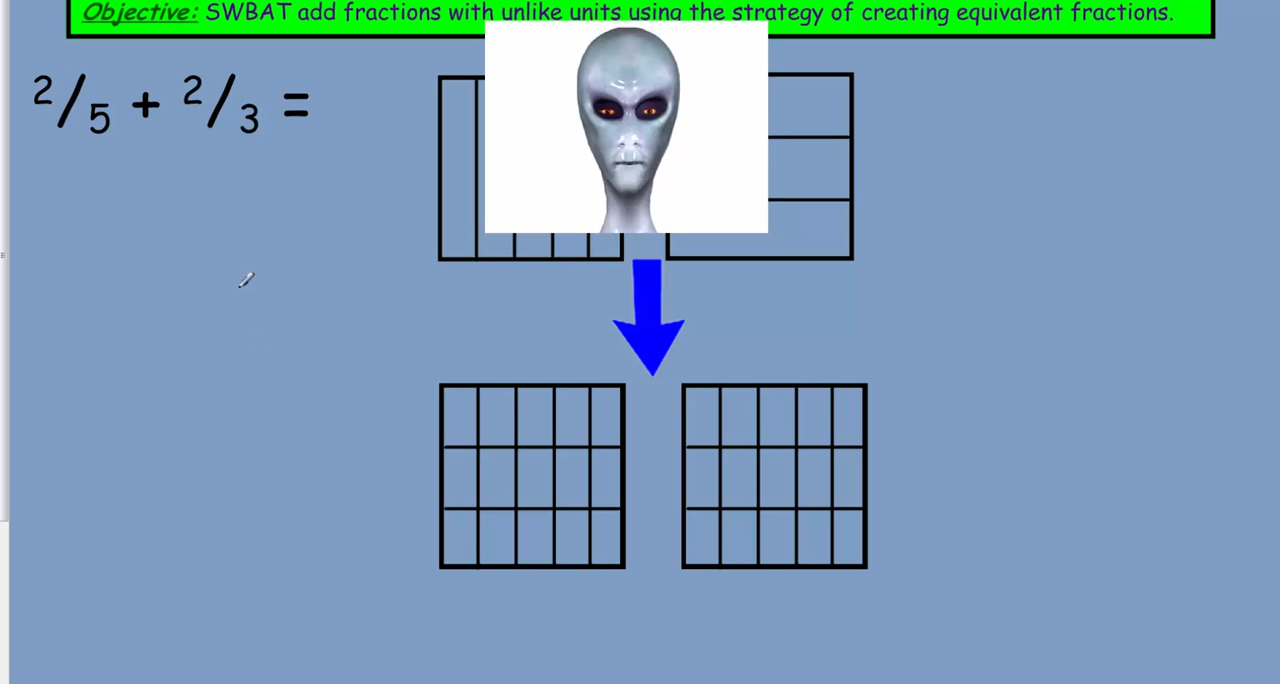 Objective: SWBAT add fractions with unlike units using the strategy of creating equivalent fractions.
2/5 + 2/3 =